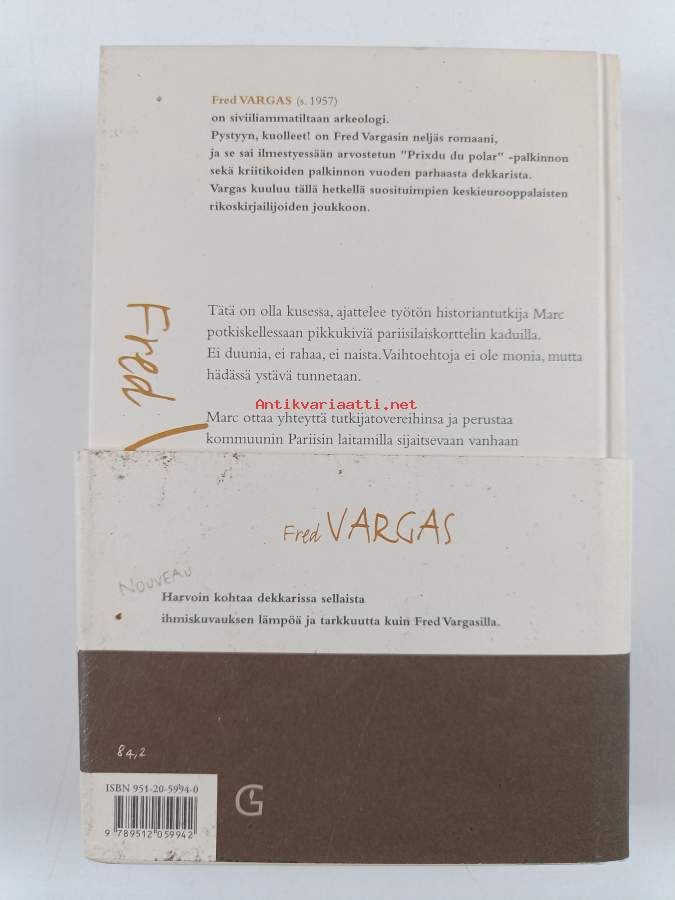 Fred VARGAS (s. 1957)
on siviiliammatiltaan arkeologi.
Pystyyn, kuolleet! on Fred Vargasin neljäs romaani,
ja se sai ilmestyessään arvostetun "Prixdu du polar" -palkinnon
sekä kriitikoiden palkinnon vuoden parhaasta dekkarista.
Vargas kuuluu tällä hetkellä suosituimpien keskieurooppalaisten
rikoskirjailijoiden joukkoon.
Fred V
Tätä on olla kusessa, ajattelee työtön historiantutkija Marc
potkiskellessaan pikkukiviä pariisilaiskorttelin kaduilla.
Ei duunia, ei rahaa, ei naista. Vaihtoehtoja ei ole monia, mutta
hädässä ystävä tunnetaan.
Antikvariaatti.net
Marc ottaa yhteyttä tutkijatovereihinsa ja perustaa
kommuunin Pariisin laitamilla sijaitsevaan vanhaan
Fred VARGAS
NOUVEAU
Harvoin kohtaa dekkarissa sellaista
ihmiskuvauksen lämpöä ja tarkkuutta kuin Fred Vargasilla.
84,2
ISBN 951-20-5994-0
9 789512 059942
G